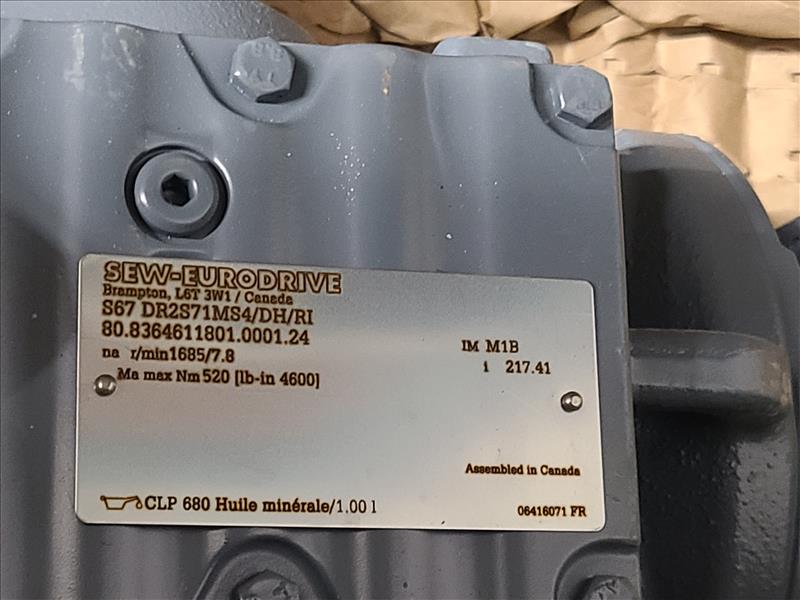 SEW-EURODRIVE
Brampton, L6T 3W1 / Canada
S67 DR2S71MS4/DH/RI
80.8364611801.0001.24
na r/min1685/7.8
IM M1B
i 217.41
Ma max Nm 520 [lb-in 4600]
Assembled in Canada
CLP 680 Huile minérale/1,00 l
06416071 FR